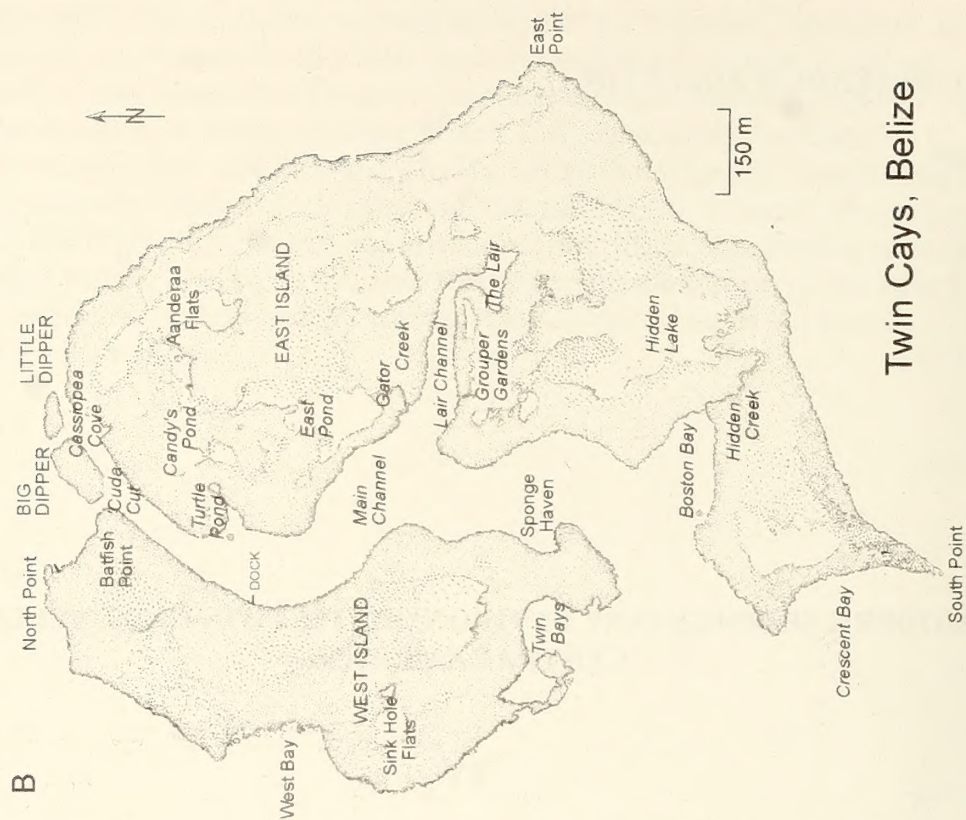 B
North Point
BIG
DIPPER
LITTLE
DIPPER
N
Cassiopea
Cove
Cuda
Cut
Batfish
Point
Aanderaa
Flats
Candy's
Pond
Turtle
Pond
DOCK
EAST ISLAND
East
Pond
Gator
Creek
Main
Channel
West Bay
WEST ISLAND
Sink Hole
Flats
Lair Channel
Grouper
Gardens
The Lair
East
Point
Sponge
Haven
Twin
Bays
Hidden
Lake
Boston Bay
Hidden
Creek
150 m
Crescent Bay
South Point
Twin Cays, Belize